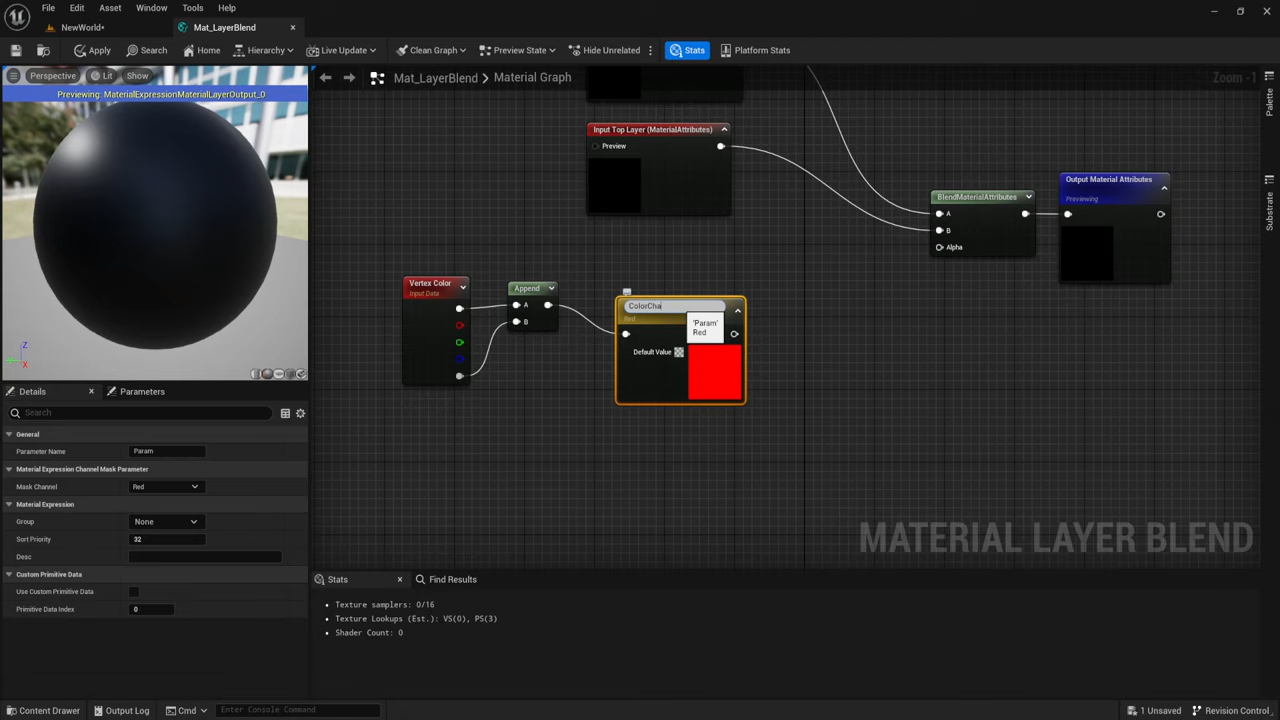 File Edit Asset Window Tools Help
NewWorld•
Mat_LayerBlend
Apply Search Home Hierarchy Live Update Clean Graph Preview State Hide Unrelated Stats Platform Stats
Perspective Lit Show
Previewing: MaterialExpressionMaterialLayerOutput_0
Z
X
Mat_LayerBlend Material Graph
Zoom -1
Palette
Substrate
Input Top Layer (MaterialAttributes)
Preview
BlendMaterialAttributes
A
B
Alpha
Output Material Attributes
Previewing
Vertex Color
Input Data
Append
A
B
ColorCha
Red
'Param'
Red
Default Value
MATERIAL LAYER BLEND
Details Parameters
Search
General
Parameter Name Param
Material Expression Channel Mask Parameter
Mask Channel Red
Material Expression
Group None
Sort Priority 32
Desc
Custom Primitive Data
Use Custom Primitive Data
Primitive Data Index 0
Stats Find Results
• Texture samplers: 0/16
• Texture Lookups (Est.): VS(0), PS(3)
• Shader Count: 0
Content Drawer Output Log Cmd Enter Console Command 1 Unsaved Revision Control